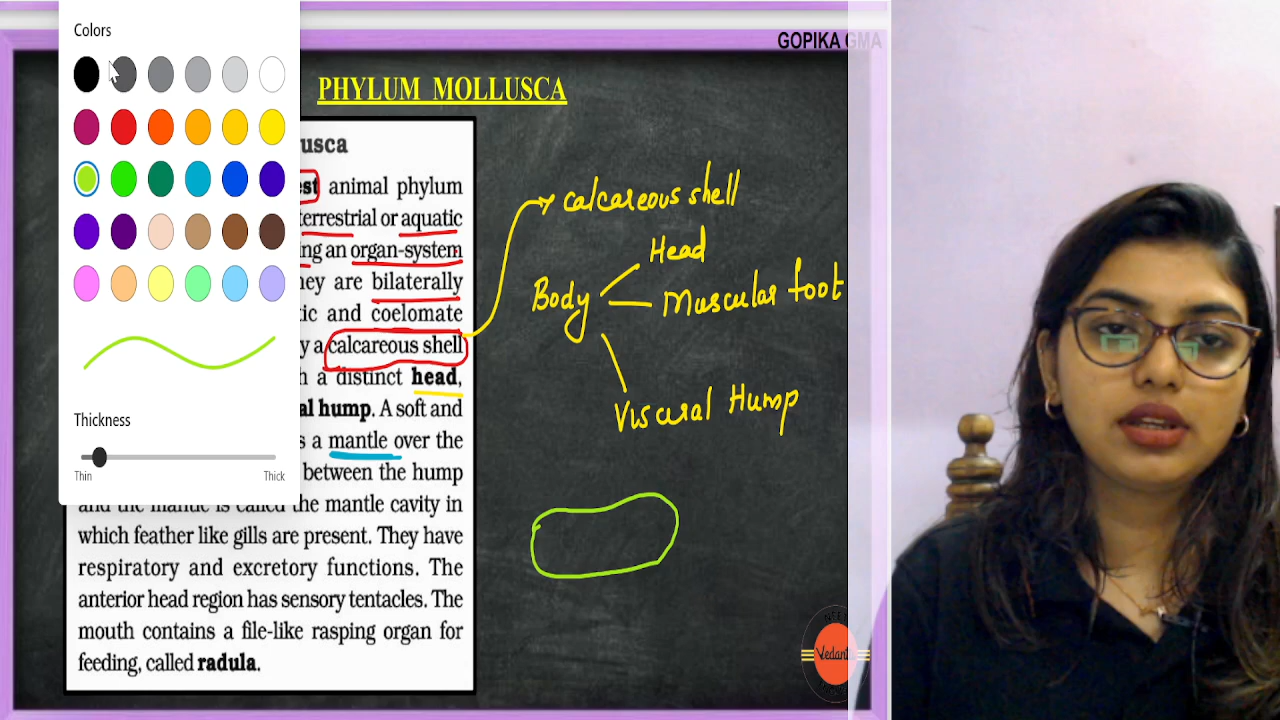 Colors
GOPIKA GMA
PHYLUM MOLLUSCA
usca
est animal phylum
terrestrial or aquatic
ng an organ-system
hey are bilaterally
tic and coelomate
y a calcareous shell
h a distinct head,
al hump. A soft and
s a mantle over the
between the hump
and the mantle is called the mantle cavity in
which feather like gills are present. They have
respiratory and excretory functions. The
anterior head region has sensory tentacles. The
mouth contains a file-like rasping organ for
feeding, called radula.
Thickness
Thin Thick
calcareous shell
Head
Body
Muscular foot
Visceral Hump
Vedant